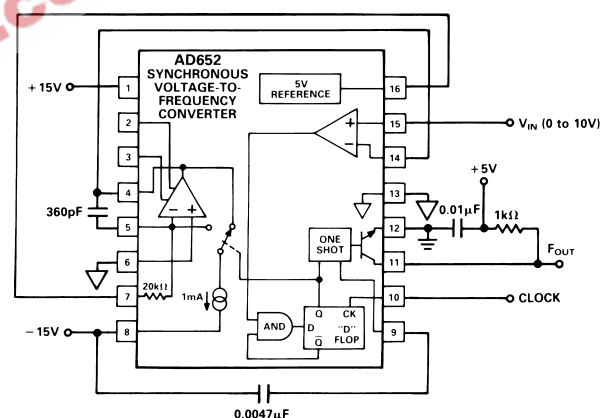 c.co
AD652
SYNCHRONOUS
VOLTAGE-TO-
FREQUENCY
CONVERTER
5V
REFERENCE
+15V
1
2
3
4
360pF
5
6
7
20kΩ
1mA
-15V
8
16
15
VIN (0 to 10V)
14
13
+5V
12
0.01μF
1kΩ
FOUT
11
10
CLOCK
9
ONE
SHOT
AND
Q
CK
D
"D"
FLOP
Q
+
-
-
+
0.0047μF